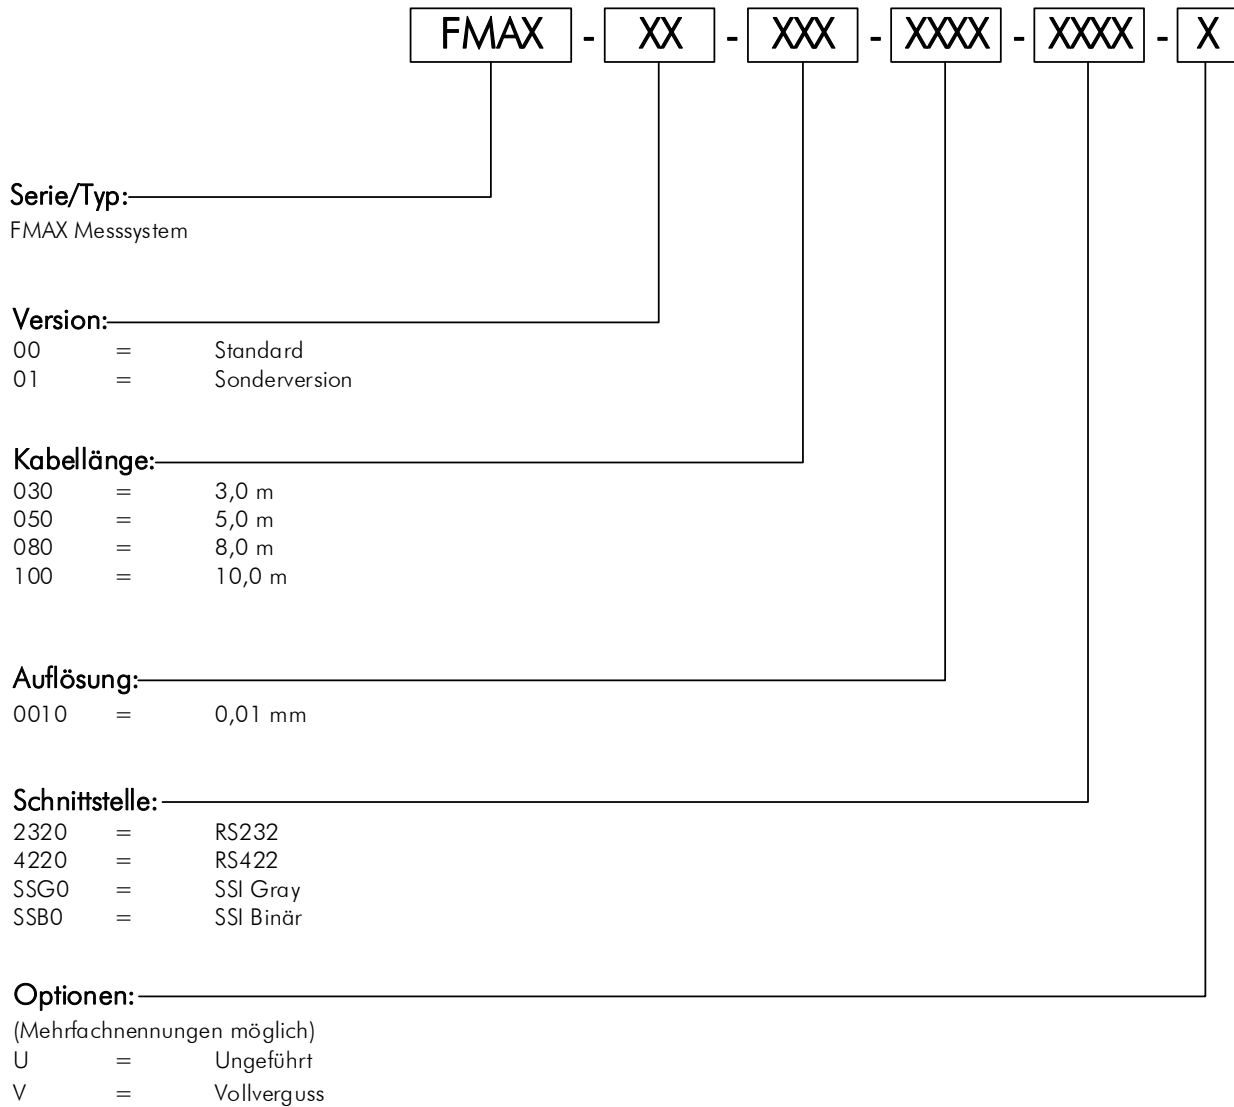 FMAX - XX - XXX - XXXX - XXXX - X
Serie/Typ:
FMAX Messsystem
Version:
00 = Standard
01 = Sonderversion
Kabellänge:
030 = 3,0 m
050 = 5,0 m
080 = 8,0 m
100 = 10,0 m
Auflösung:
0010 = 0,01 mm
Schnittstelle:
2320 = RS232
4220 = RS422
SSG0 = SSI Gray
SSB0 = SSI Binär
Optionen:
(Mehrfachnennungen möglich)
U = Ungeführt
V = Vollverguss